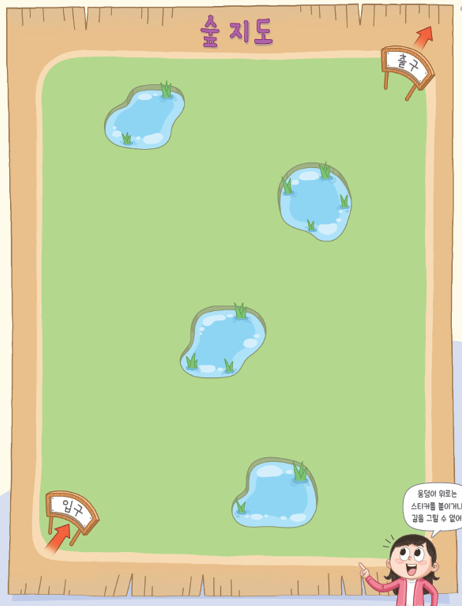 숲 지도
출구
입구
웅덩이 위로는
스티커를 붙이거나
길을 그릴 수 없어